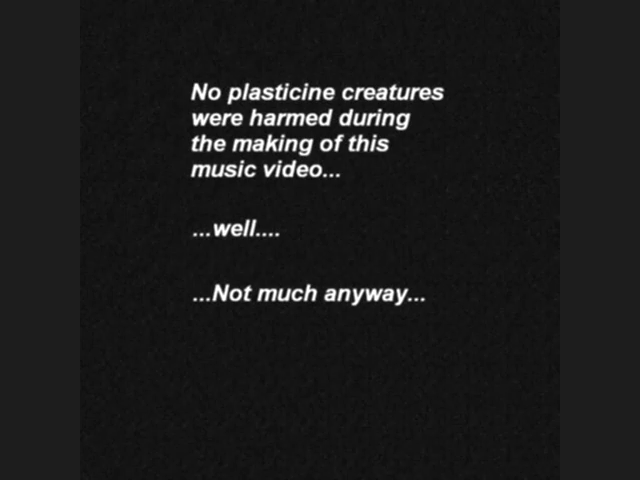 No plasticine creatures
were harmed during
the making of this
music video...
...well....
...Not much anyway...